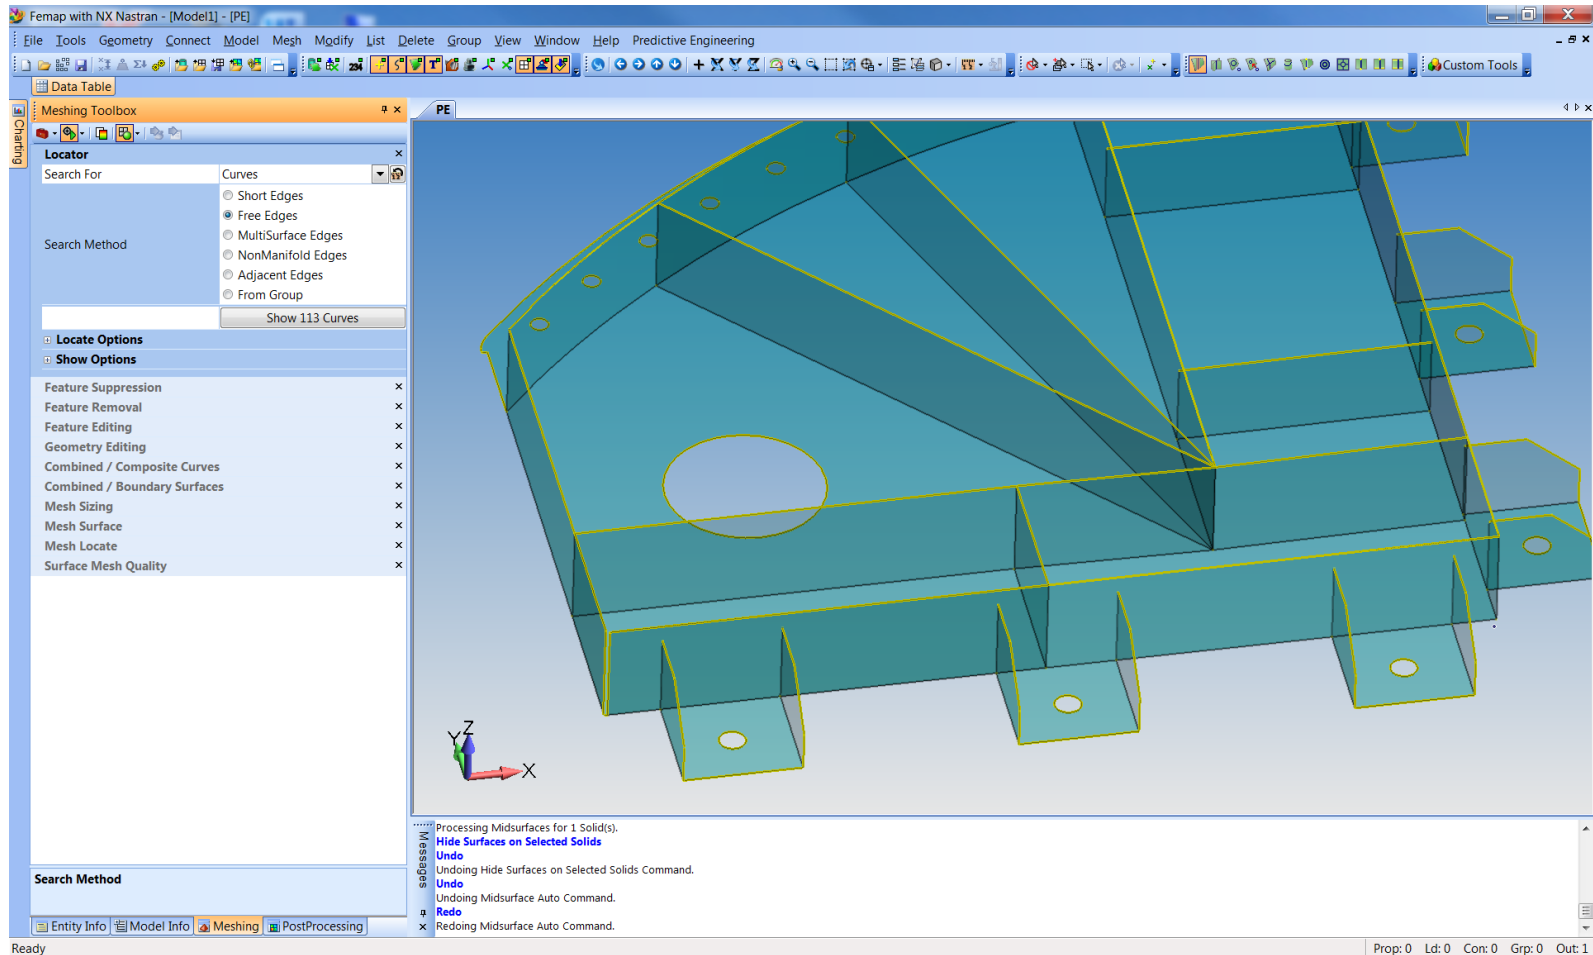 Femap with NX Nastran - [Model1] - [PE]
File Tools Geometry Connect Model Mesh Modify List Delete Group View Window Help Predictive Engineering
Custom Tools
Data Table
Charting
Meshing Toolbox
PE
Locator
Search For Curves
Short Edges
Free Edges
MultiSurface Edges
Search Method
NonManifold Edges
Adjacent Edges
From Group
Show 113 Curves
Locate Options
Show Options
Feature Suppression
Feature Removal
Feature Editing
Geometry Editing
Combined / Composite Curves
Combined / Boundary Surfaces
Mesh Sizing
Mesh Surface
Mesh Locate
Surface Mesh Quality
Z
Y
X
Messages
Processing Midsurfaces for 1 Solid(s).
Hide Surfaces on Selected Solids
Undo
Undoing Hide Surfaces on Selected Solids Command.
Undo
Undoing Midsurface Auto Command.
Redo
Redoing Midsurface Auto Command.
Search Method
Entity Info Model Info Meshing PostProcessing
Ready
Prop: 0 Ld: 0 Con: 0 Grp: 0 Out: 1